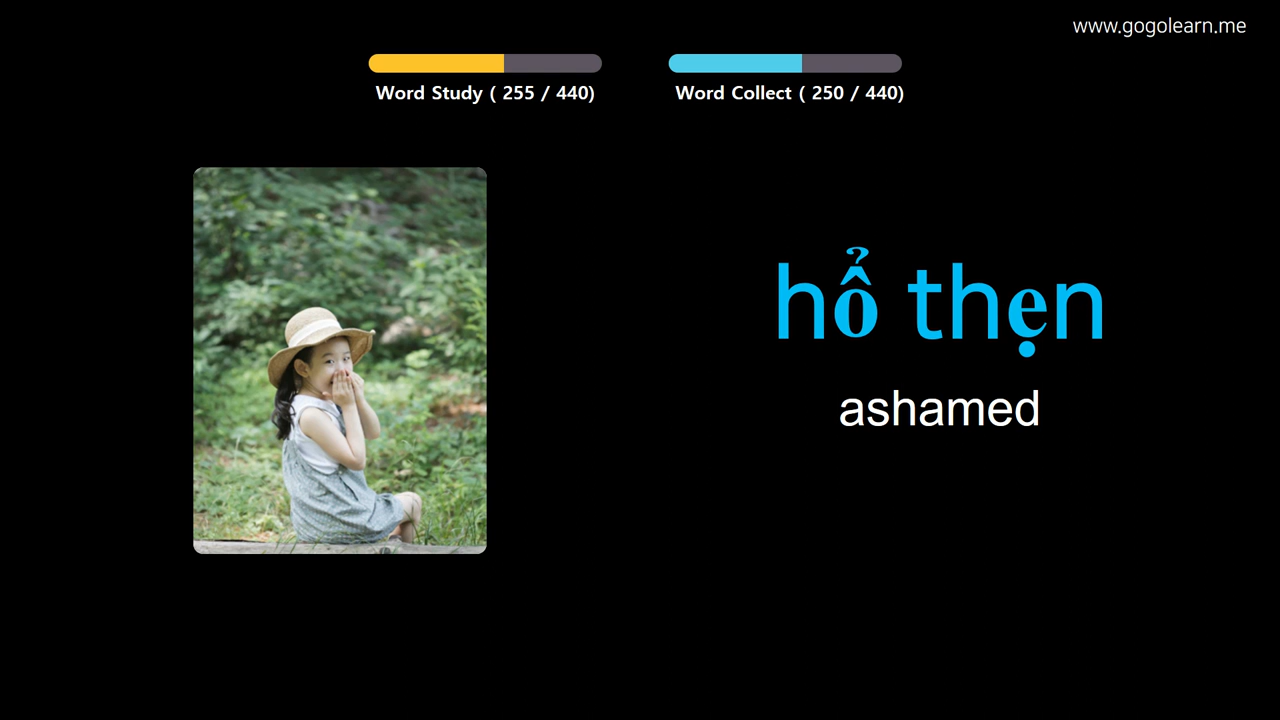 www.gogolearn.me
Word Study ( 255 / 440)
Word Collect ( 250 / 440)
hổ thẹn
ashamed